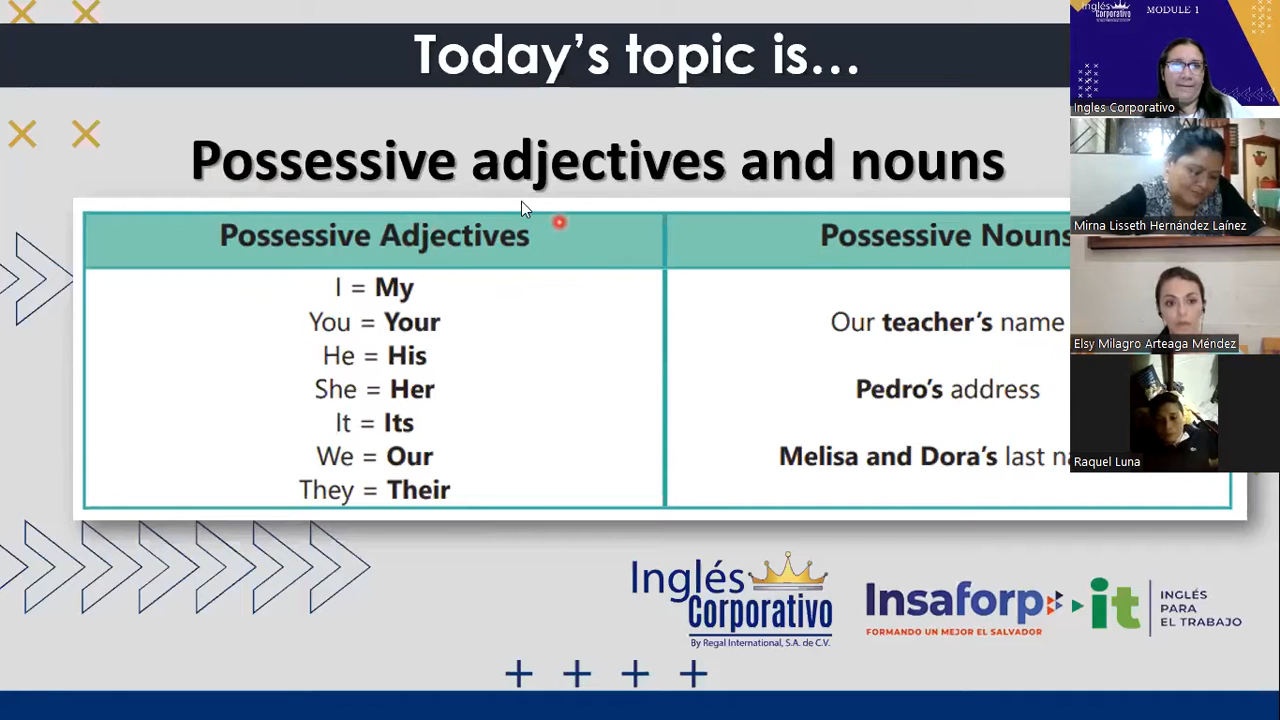 Today's topic is...
Possessive adjectives and nouns
Possessive Adjectives
I = My
You = Your
He = His
She = Her
It = Its
We = Our
They = Their
Possessive Nouns
Our teacher's name
Pedro's address
Melisa and Dora's last
Inglés
Corporativo
By Regal International, S.A. de C.V.
Insaforp
FORMANDO UN MEJOR EL SALVADOR
it
INGLÉS
PARA
EL TRABAJO
Inglés
Corporativo
MODULE 1
Ingles Corporativo
Mirna Lisseth Hernández Laínez
Elsy Milagro Arteaga Méndez
Raquel Luna